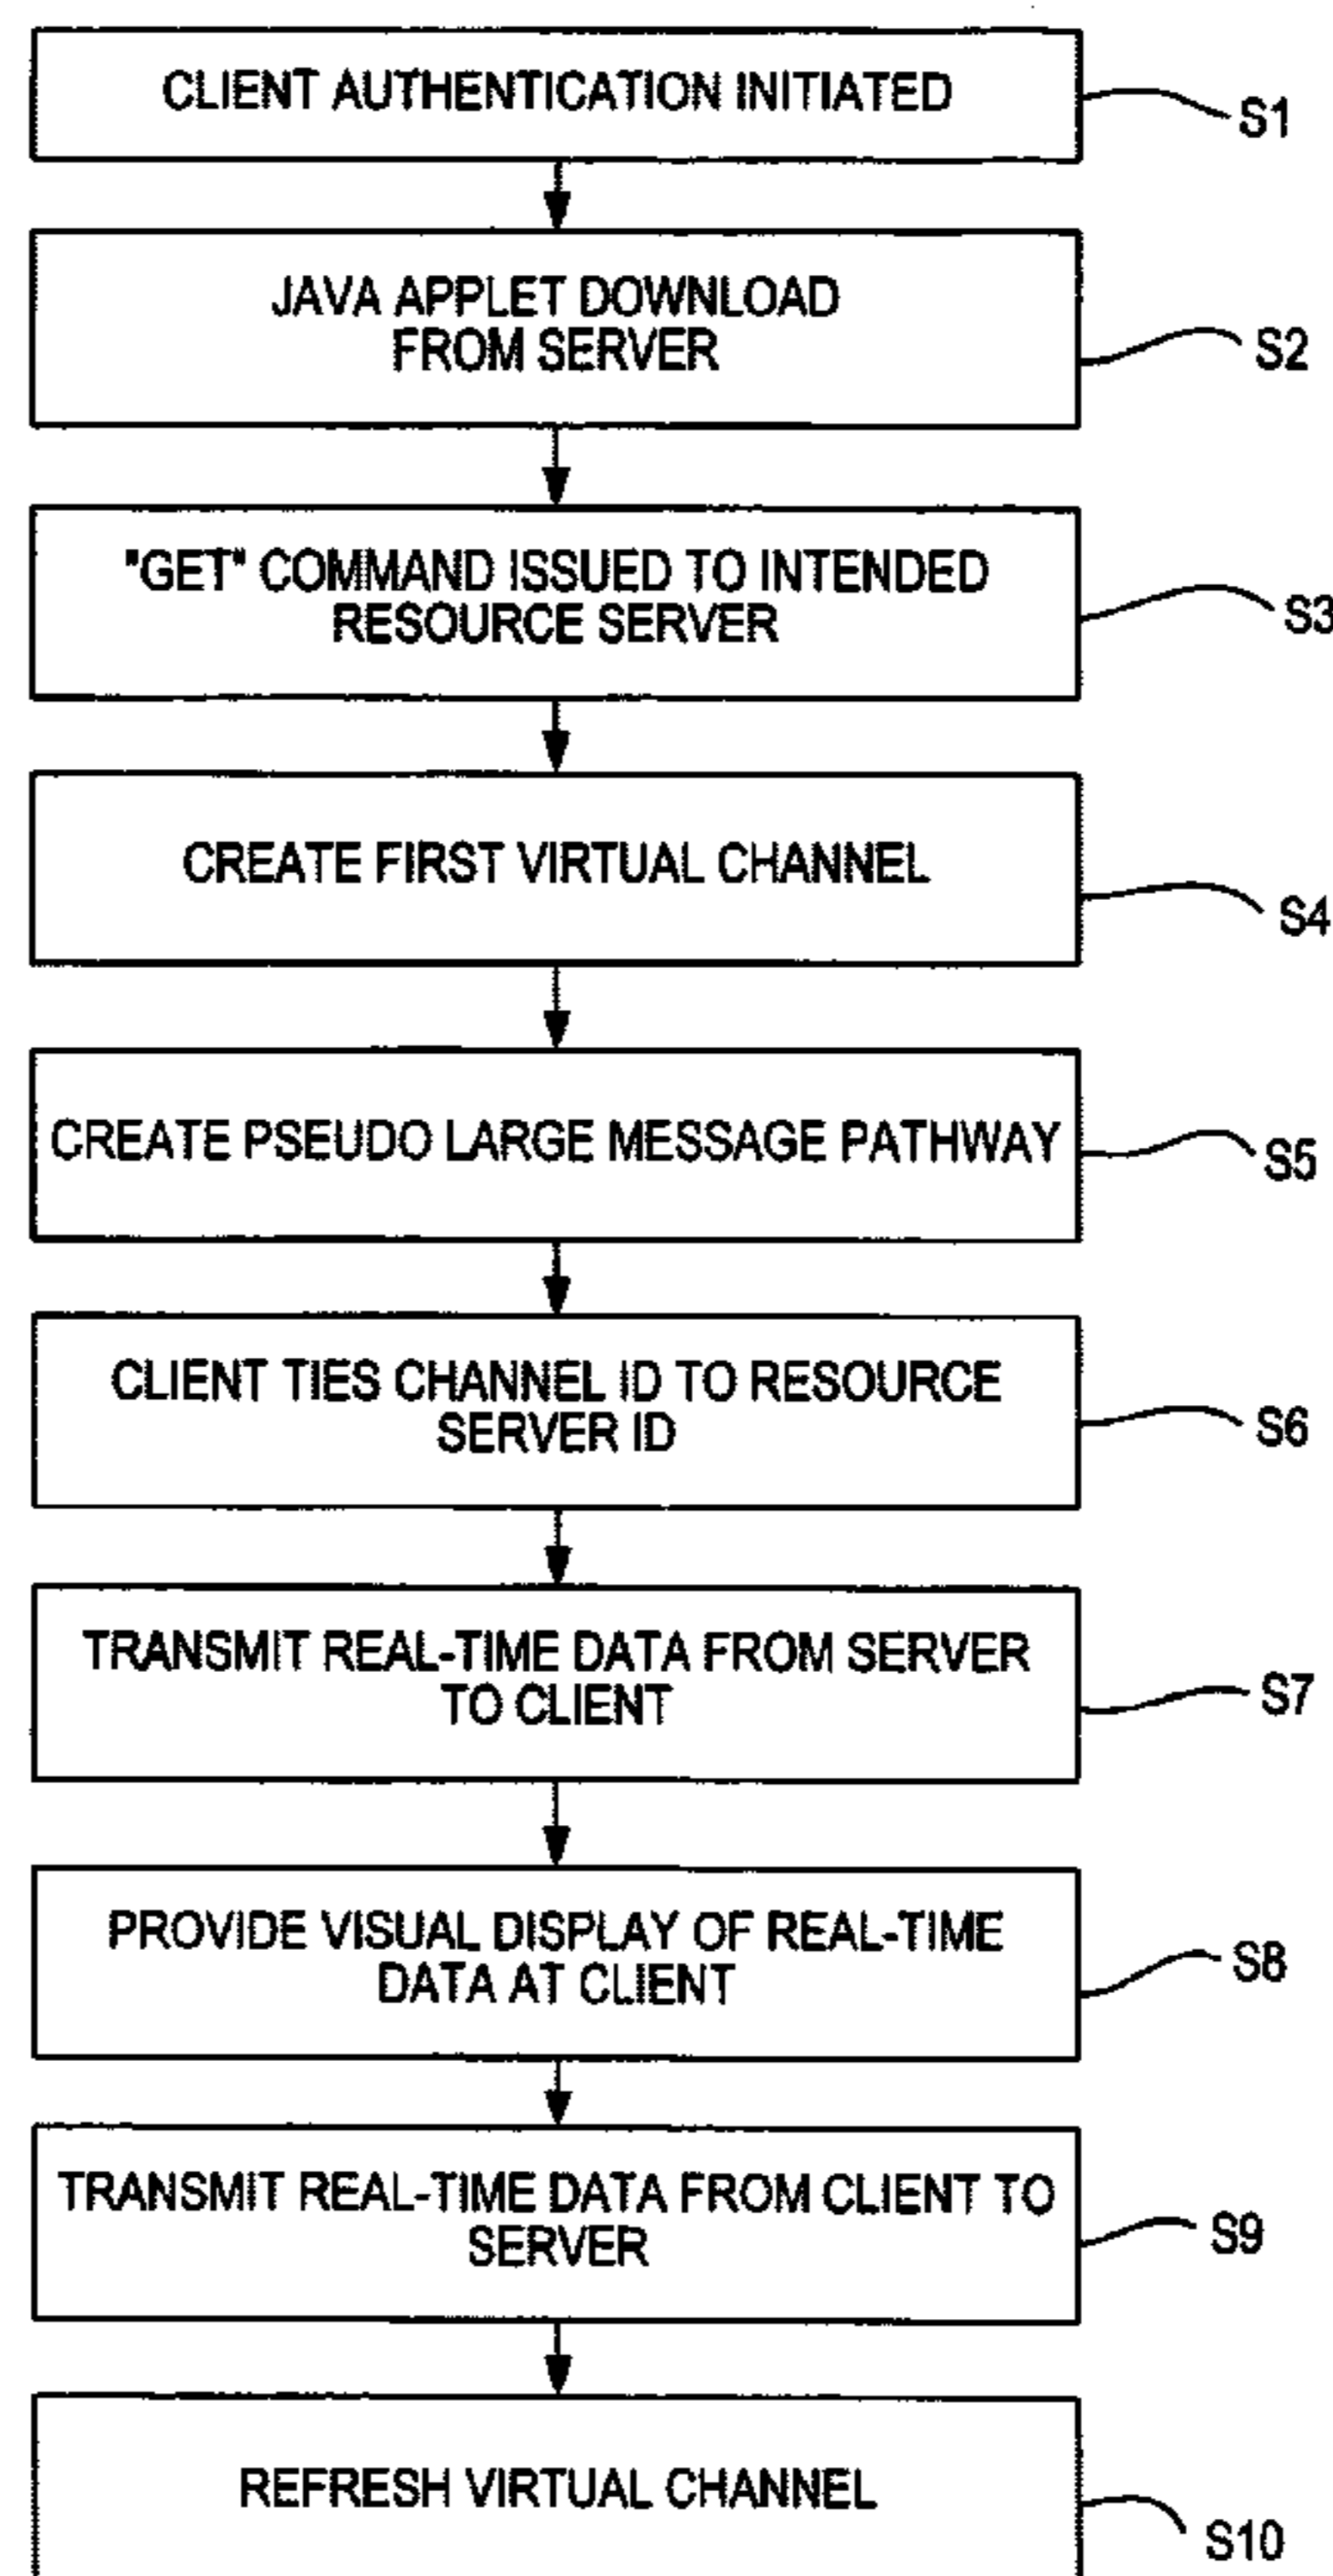 CLIENT AUTHENTICATION INITIATED
S1
JAVA APPLET DOWNLOAD
FROM SERVER
S2
"GET" COMMAND ISSUED TO INTENDED
RESOURCE SERVER
S3
CREATE FIRST VIRTUAL CHANNEL
S4
CREATE PSEUDO LARGE MESSAGE PATHWAY
S5
CLIENT TIES CHANNEL ID TO RESOURCE
SERVER ID
S6
TRANSMIT REAL-TIME DATA FROM SERVER
TO CLIENT
S7
PROVIDE VISUAL DISPLAY OF REAL-TIME
DATA AT CLIENT
S8
TRANSMIT REAL-TIME DATA FROM CLIENT TO
SERVER
S9
REFRESH VIRTUAL CHANNEL
S10